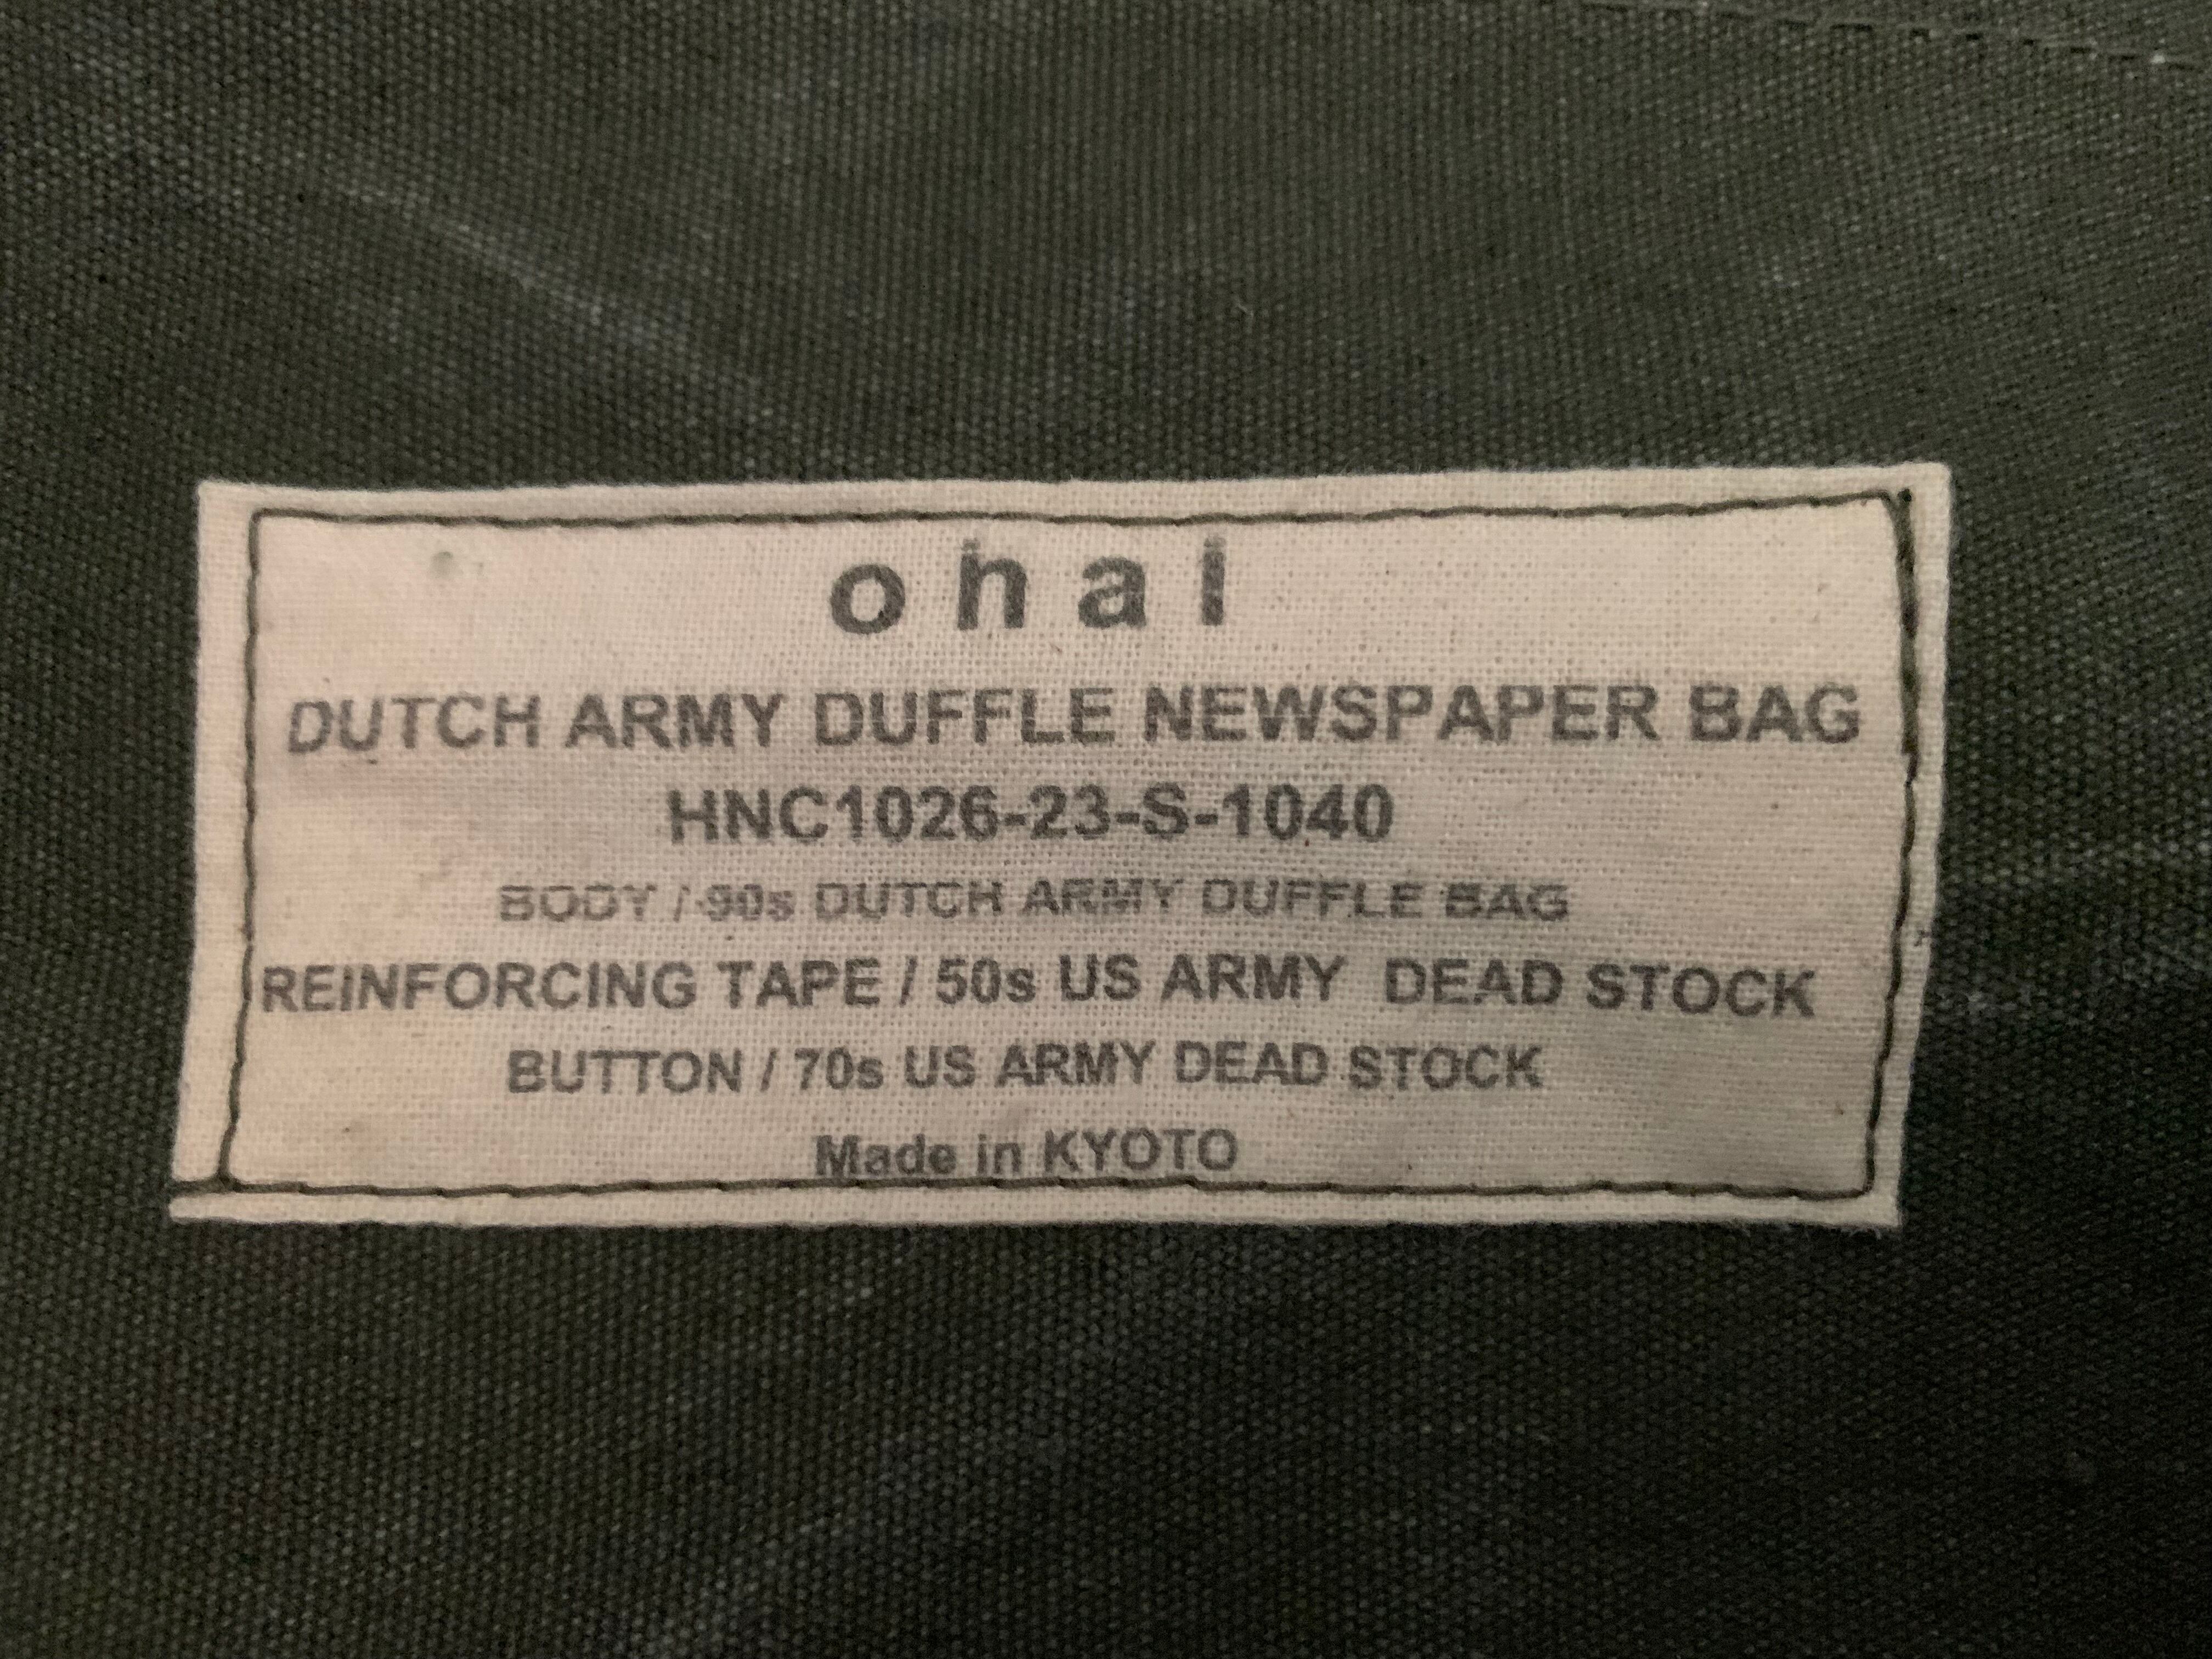 o h a l
DUTCH ARMY DUFFLE NEWSPAPER BAG
HNC1026-23-S-1040
BODY / 90s DUTCH ARMY DUFFLE BAG
REINFORCING TAPE / 50s US ARMY DEAD STOCK
BUTTON / 70s US ARMY DEAD STOCK
Made in KYOTO